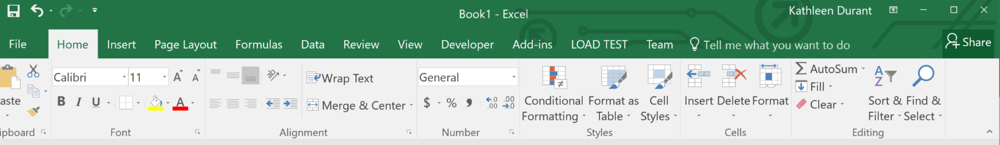 Book1 - Excel
Kathleen Durant
File Home Insert Page Layout Formulas Data Review View Developer Add-ins LOAD TEST Team Tell me what you want to do Share
Calibri 11 A A ab Wrap Text General ≠ Σ AutoSum A Z
Fill
aste B I U A Merge & Center $ % , .0 .00 .00 .0 Conditional Formatting Format as Table Cell Styles Insert Delete Format Clear Sort & Filter Find & Select
ipboard Font Alignment Number Styles Cells Editing